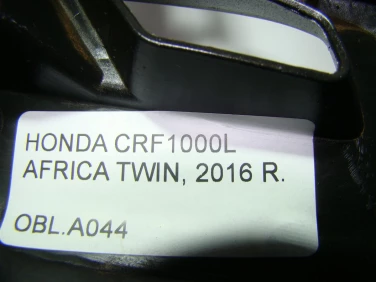 HONDA CRF1000L
AFRICA TWIN, 2016 R.
OBL.A044